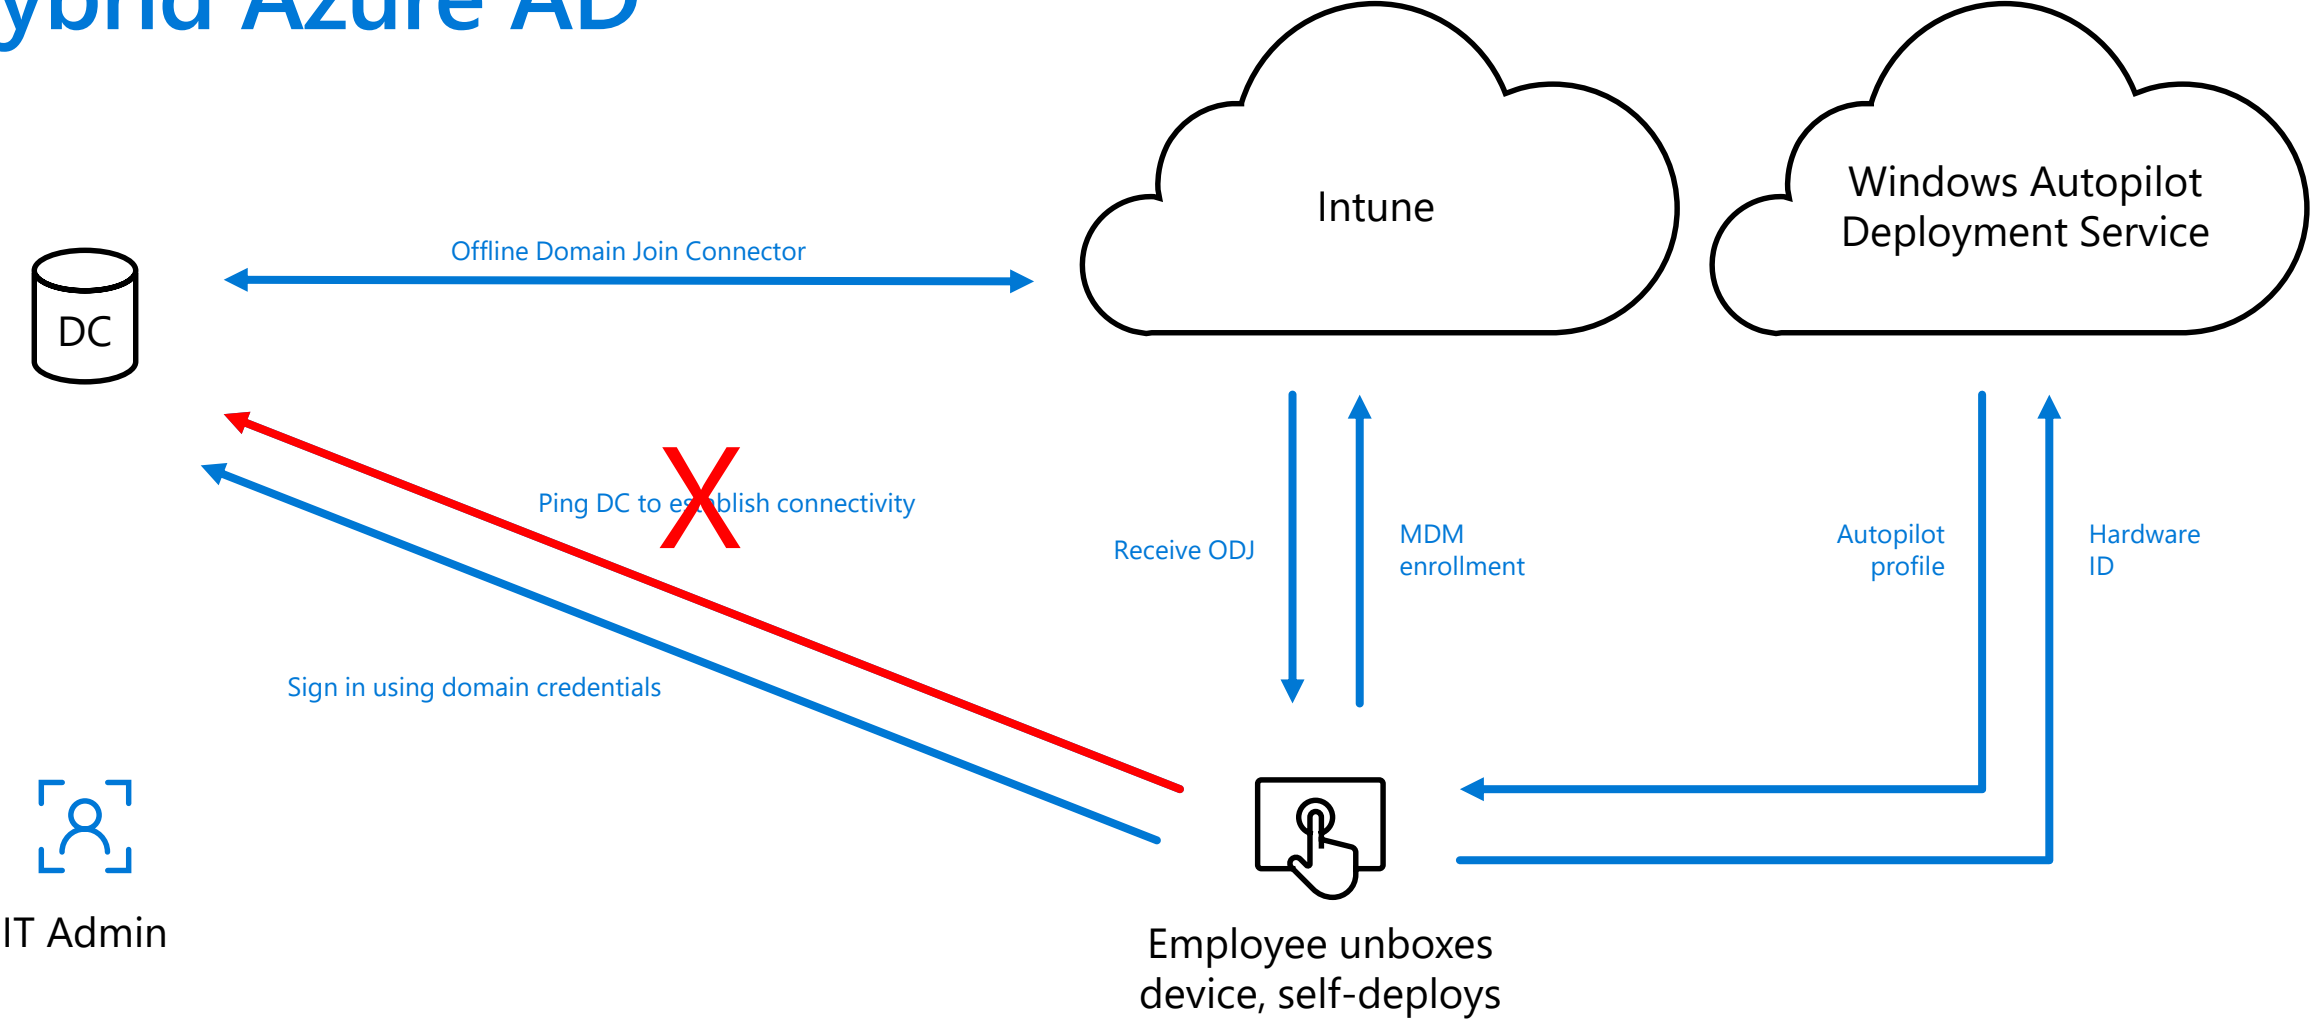 ybrid Azure AD
Intune
Windows Autopilot
Deployment Service
Offline Domain Join Connector
DC
X
Ping DC to establish connectivity
Receive ODJ
MDM
enrollment
Autopilot
profile
Hardware
ID
Sign in using domain credentials
IT Admin
Employee unboxes
device, self-deploys